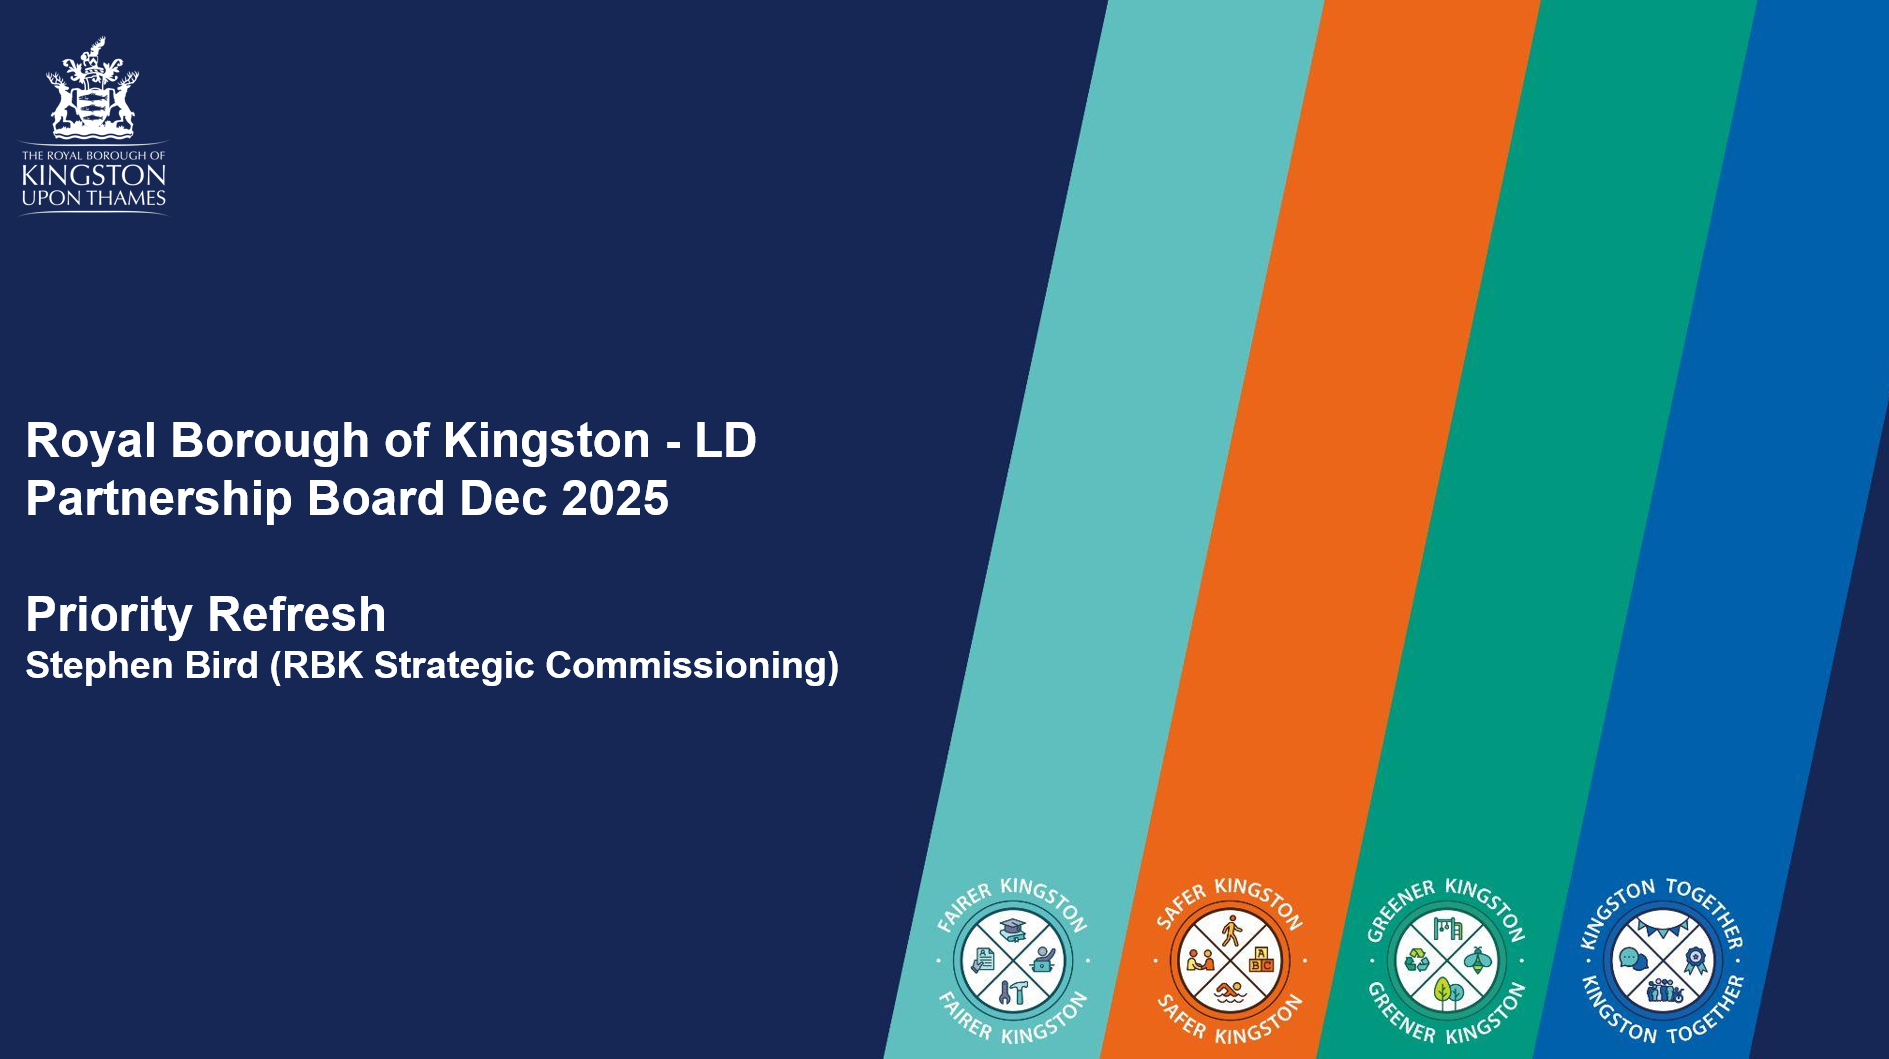 THE ROYAL BOROUGH OF
KINGSTON
UPON THAMES
Royal Borough of Kingston - LD
Partnership Board Dec 2025
Priority Refresh
Stephen Bird (RBK Strategic Commissioning)
FAIRER KINGSTON
FAIRER KINGSTON
SAFER KINGSTON
A
B C
SAFER KINGSTON
GREENER KINGSTON
GREENER KINGSTON
KINGSTON TOGETHER
KINGSTON TOGETHER